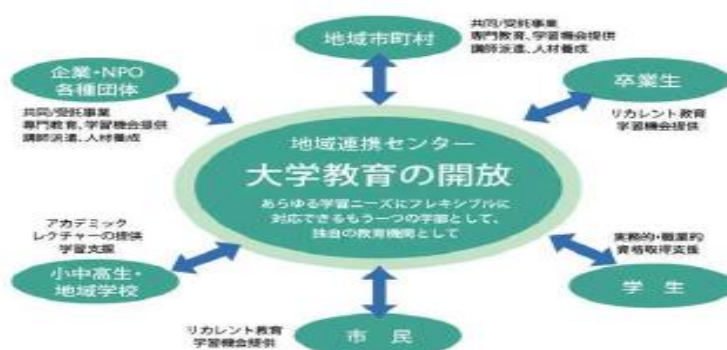 地域市町村
共同/受託事業
専門教育、学習機会提供
講師派遣、人材養成
企業・NPO
各種団体
共同/受託事業
専門教育、学習機会提供
講師派遣、人材養成
卒業生
リカレント教育
学習機会提供
地域連携センター
大学教育の開放
あらゆる学習ニーズにフレキシブルに
対応できるもう一つの学部として、
独自の教育機関として
アカデミック
レクチャーの提供
学習支援
小中高生・
地域学校
実務的・職業的
資格取得支援
学 生
リカレント教育
学習機会提供
市 民